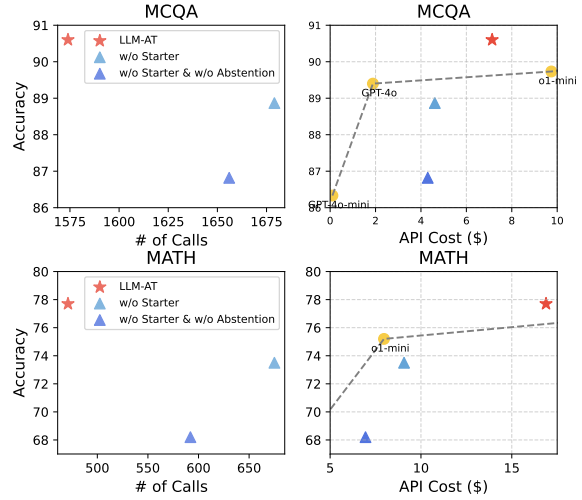 MCQA
91
90
89
88
87
86
Accuracy
LLM-AT
w/o Starter
w/o Starter & w/o Abstention
1575
1600
1625
1650
1675
# of Calls
MCQA
91
90
89
88
87
86
GPT-4o
o1-mini
GPT-4o-mini
0
2
4
6
8
10
API Cost ($)
MATH
80
78
76
74
72
70
68
Accuracy
LLM-AT
w/o Starter
w/o Starter & w/o Abstention
500
550
600
650
# of Calls
MATH
80
78
76
74
72
70
68
o1-mini
5
10
15
API Cost ($)